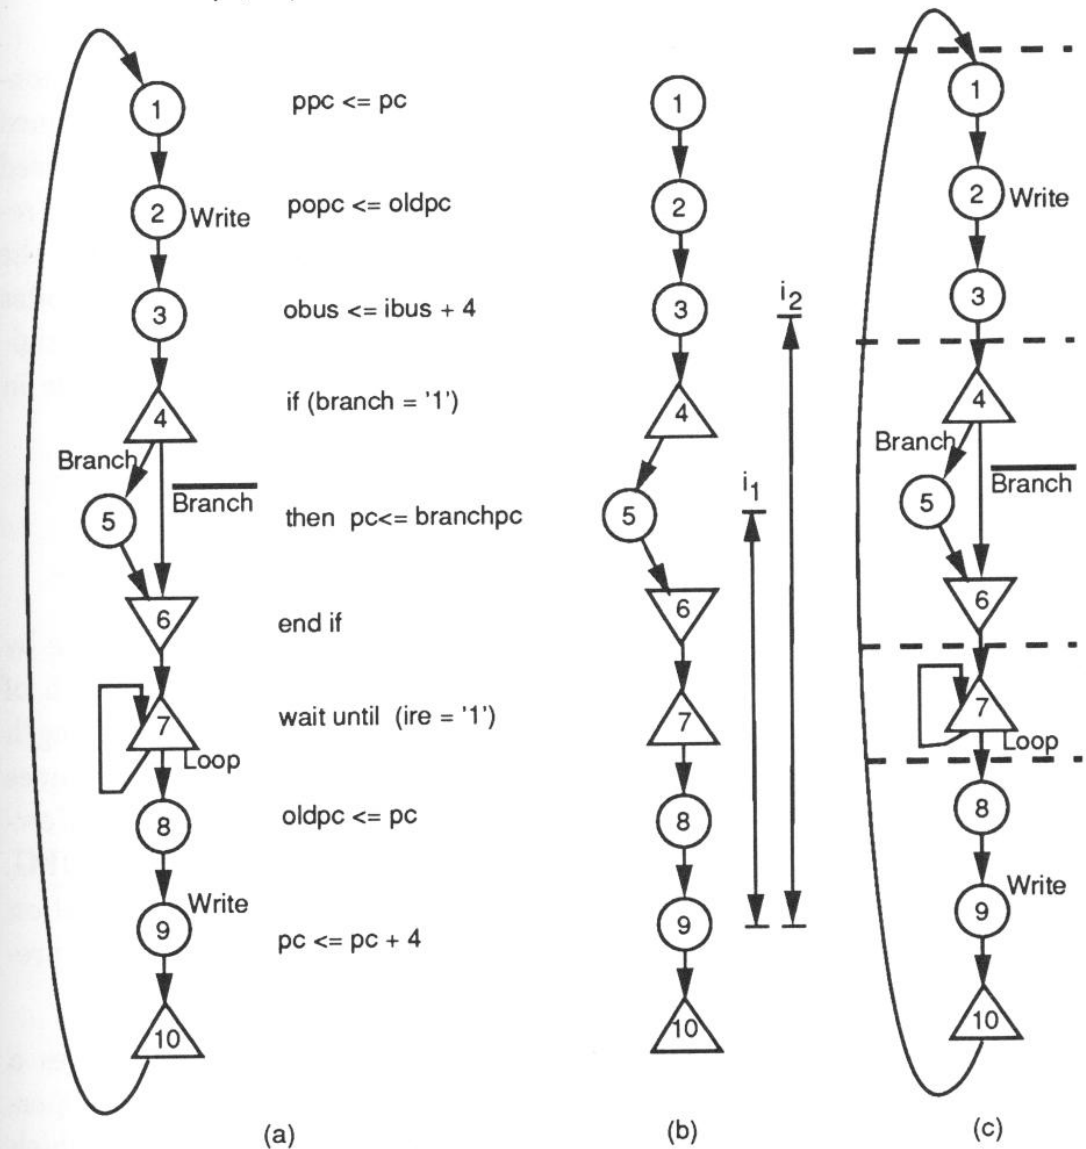 1 ppc <= pc
2 Write popc <= oldpc
3 obus <= ibus + 4
4 if (branch = '1')
Branch
Branch
5 then pc<= branchpc
6 end if
7 wait until (ire = '1')
Loop
8 oldpc <= pc
Write
9 pc <= pc + 4
10
(a)
1
2
3
i2
4
i1
5
6
7
8
9
10
(b)
1
2 Write
3
4
Branch
Branch
5
6
7
Loop
8
Write
9
10
(c)